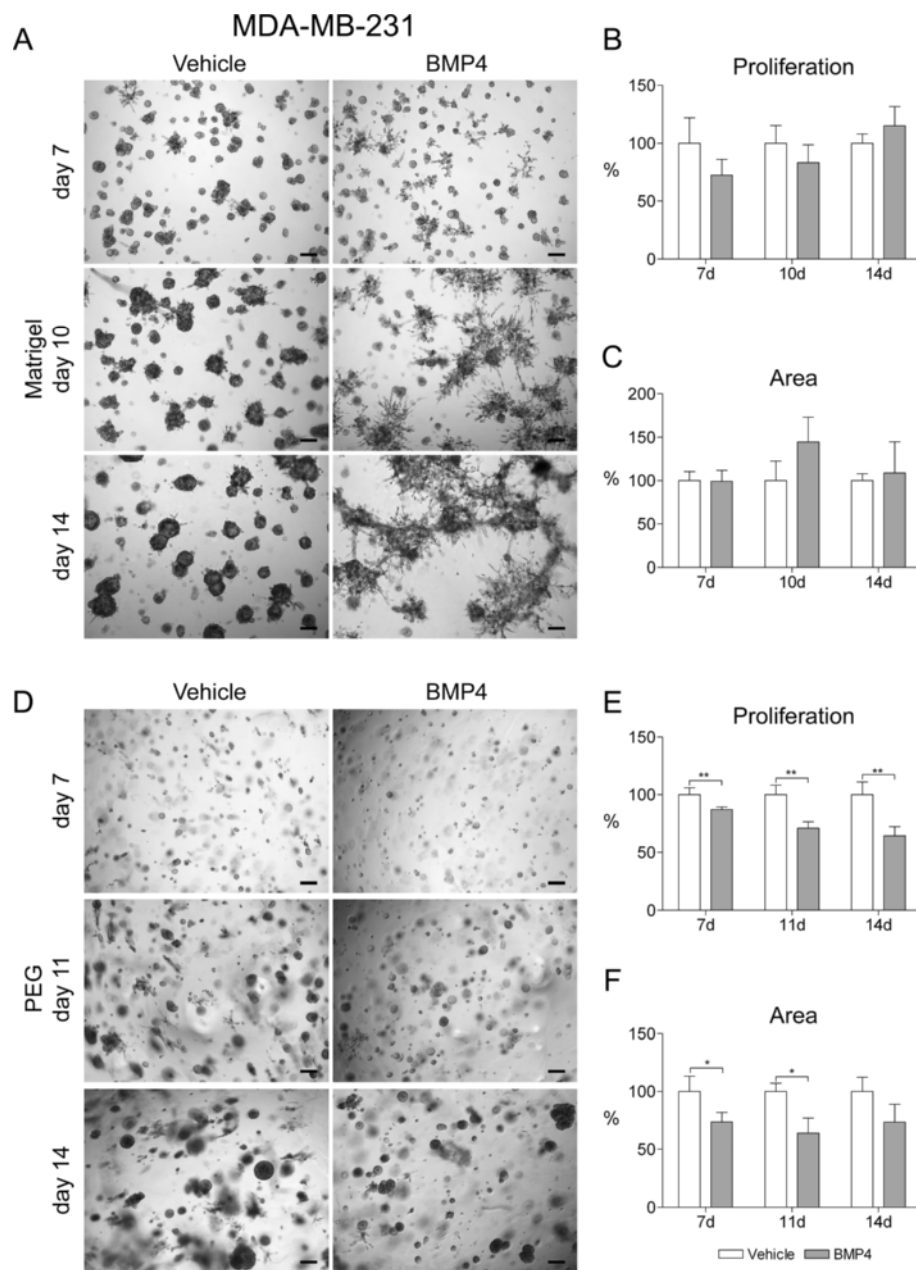 MDA-MB-231
A
Vehicle
BMP4
day 7
Matrigel
day 10
day 14
B
Proliferation
150
100
%
50
0
7d
10d
14d
C
Area
200
150
%
100
50
0
7d
10d
14d
D
Vehicle
BMP4
day 7
PEG
day 11
day 14
E
Proliferation
150
**
**
**
100
%
50
0
7d
11d
14d
F
Area
150
*
*
100
%
50
0
7d
11d
14d
Vehicle
BMP4